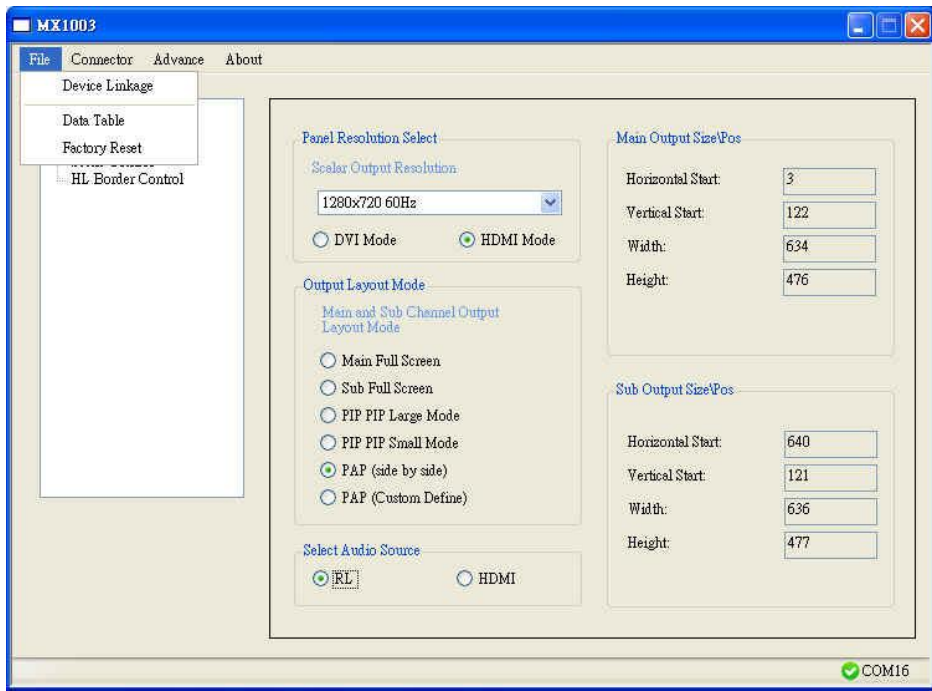 MX1003
File Connector Advance About
Device Linkage
Data Table
Factory Reset
HL Border Control
Panel Resolution Select
Scalar Output Resolution
1280x720 60Hz
DVI Mode HDMI Mode
Output Layout Mode
Main and Sub Channel Output
Layout Mode
Main Full Screen
Sub Full Screen
PIP PIP Large Mode
PIP PIP Small Mode
PAP (side by side)
PAP (Custom Define)
Select Audio Source
RL HDMI
Main Output Size\Pos
Horizontal Start: 3
Vertical Start: 122
Width: 634
Height: 476
Sub Output Size\Pos
Horizontal Start: 640
Vertical Start: 121
Width: 636
Height: 477
COM16